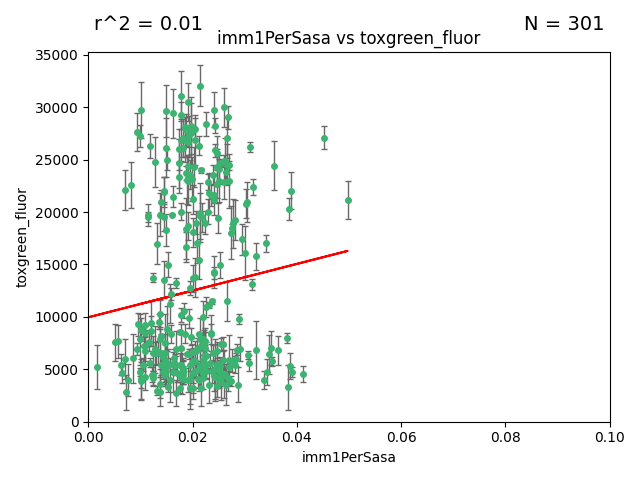 r^2 = 0.01
N = 301
imm1PerSasa vs toxgreen_fluor
35000
30000
25000
20000
15000
10000
5000
0
toxgreen_fluor
0.00
0.02
0.04
0.06
0.08
0.10
imm1PerSasa